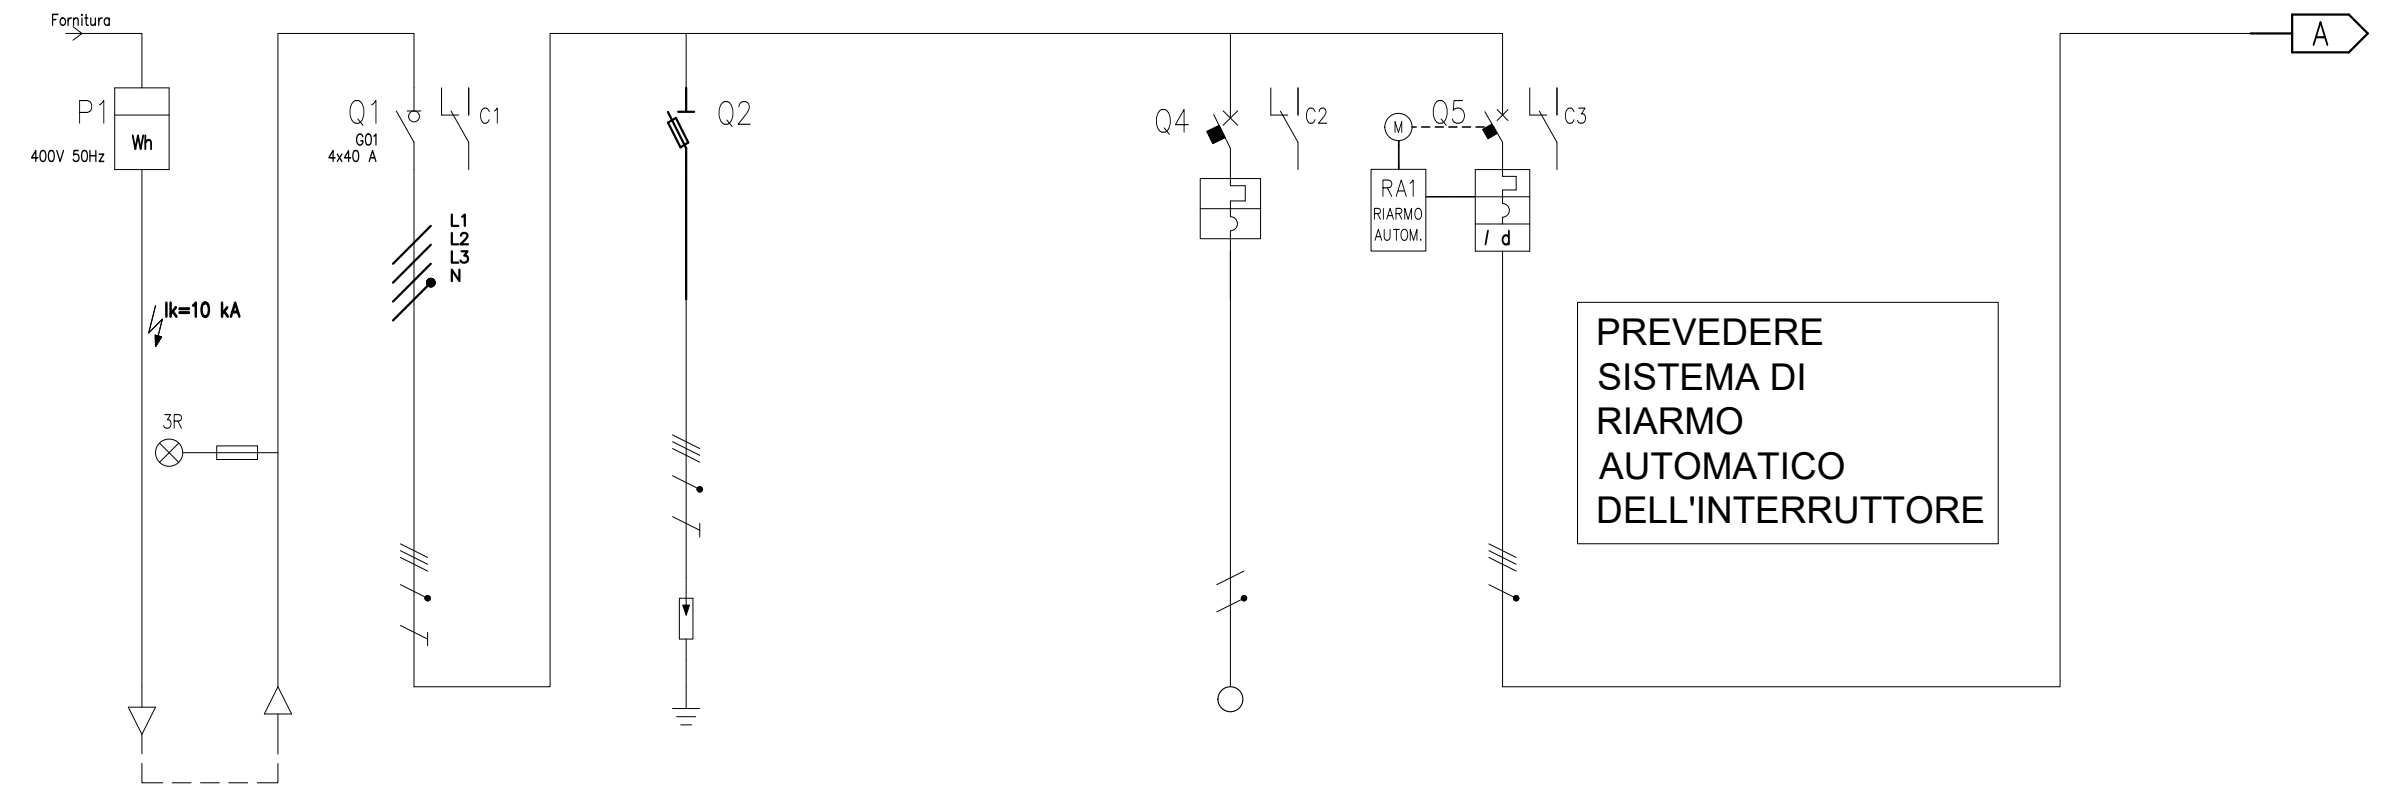 Fornitura
A
P1
Wh
400V 50Hz
Q1
G01
4x40 A
C1
Q2
Q4
C2
Q5
C3
M
RA1
RIARMO
AUTOM.
I d
L1
L2
L3
N
Ik=10 kA
3R
PREVEDERE
SISTEMA DI
RIARMO
AUTOMATICO
DELL'INTERRUTTORE